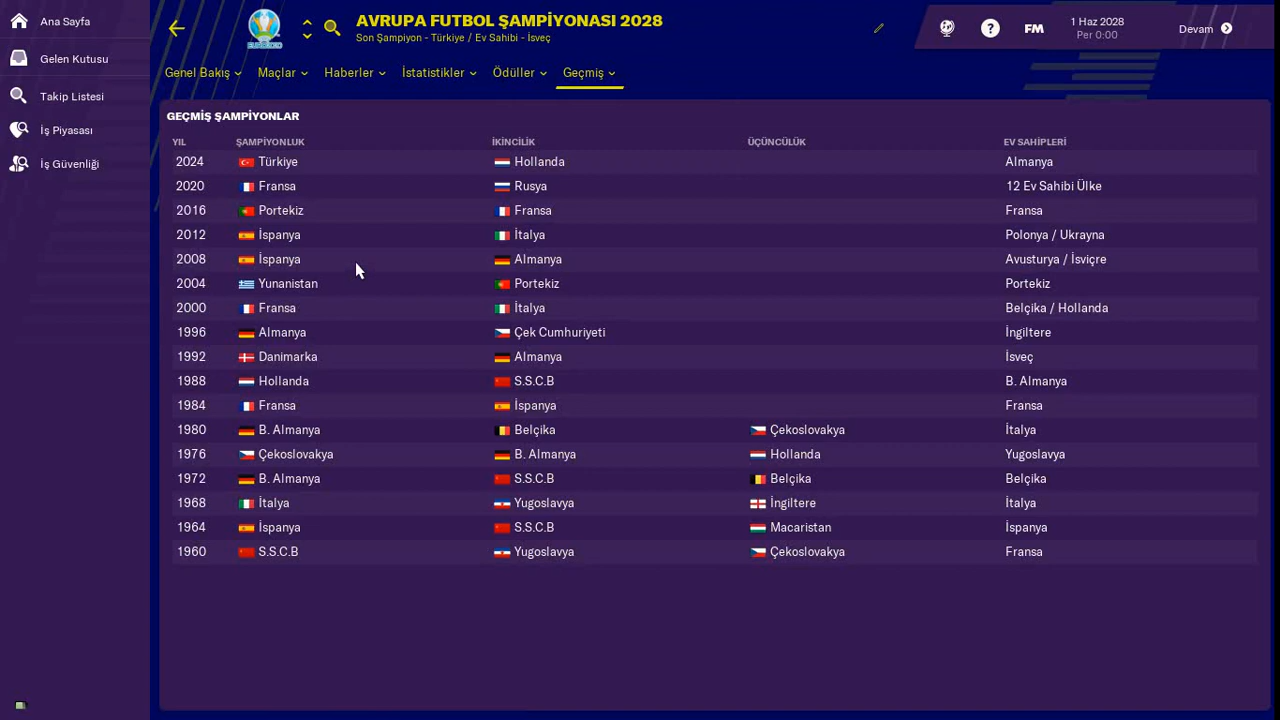 Ana Sayfa
Gelen Kutusu
Takip Listesi
İş Piyasası
İş Güvenliği
AVRUPA FUTBOL ŞAMPİYONASI 2028
Son Şampiyon - Türkiye / Ev Sahibi - İsveç
FM
1 Haz 2028
Per 0:00
Devam
Genel Bakış Maçlar Haberler İstatistikler Ödüller Geçmiş
GEÇMİŞ ŞAMPİYONLAR
YIL ŞAMPİYONLUK İKİNCİLİK ÜÇÜNCÜLÜK EV SAHİPLERİ
2024 Türkiye Hollanda Almanya
2020 Fransa Rusya 12 Ev Sahibi Ülke
2016 Portekiz Fransa Fransa
2012 İspanya İtalya Polonya / Ukrayna
2008 İspanya Almanya Avusturya / İsviçre
2004 Yunanistan Portekiz Portekiz
2000 Fransa İtalya Belçika / Hollanda
1996 Almanya Çek Cumhuriyeti İngiltere
1992 Danimarka Almanya İsveç
1988 Hollanda S.S.C.B B. Almanya
1984 Fransa İspanya Fransa
1980 B. Almanya Belçika Çekoslovakya İtalya
1976 Çekoslovakya B. Almanya Hollanda Yugoslavya
1972 B. Almanya S.S.C.B Belçika Belçika
1968 İtalya Yugoslavya İngiltere İtalya
1964 İspanya S.S.C.B Macaristan İspanya
1960 S.S.C.B Yugoslavya Çekoslovakya Fransa